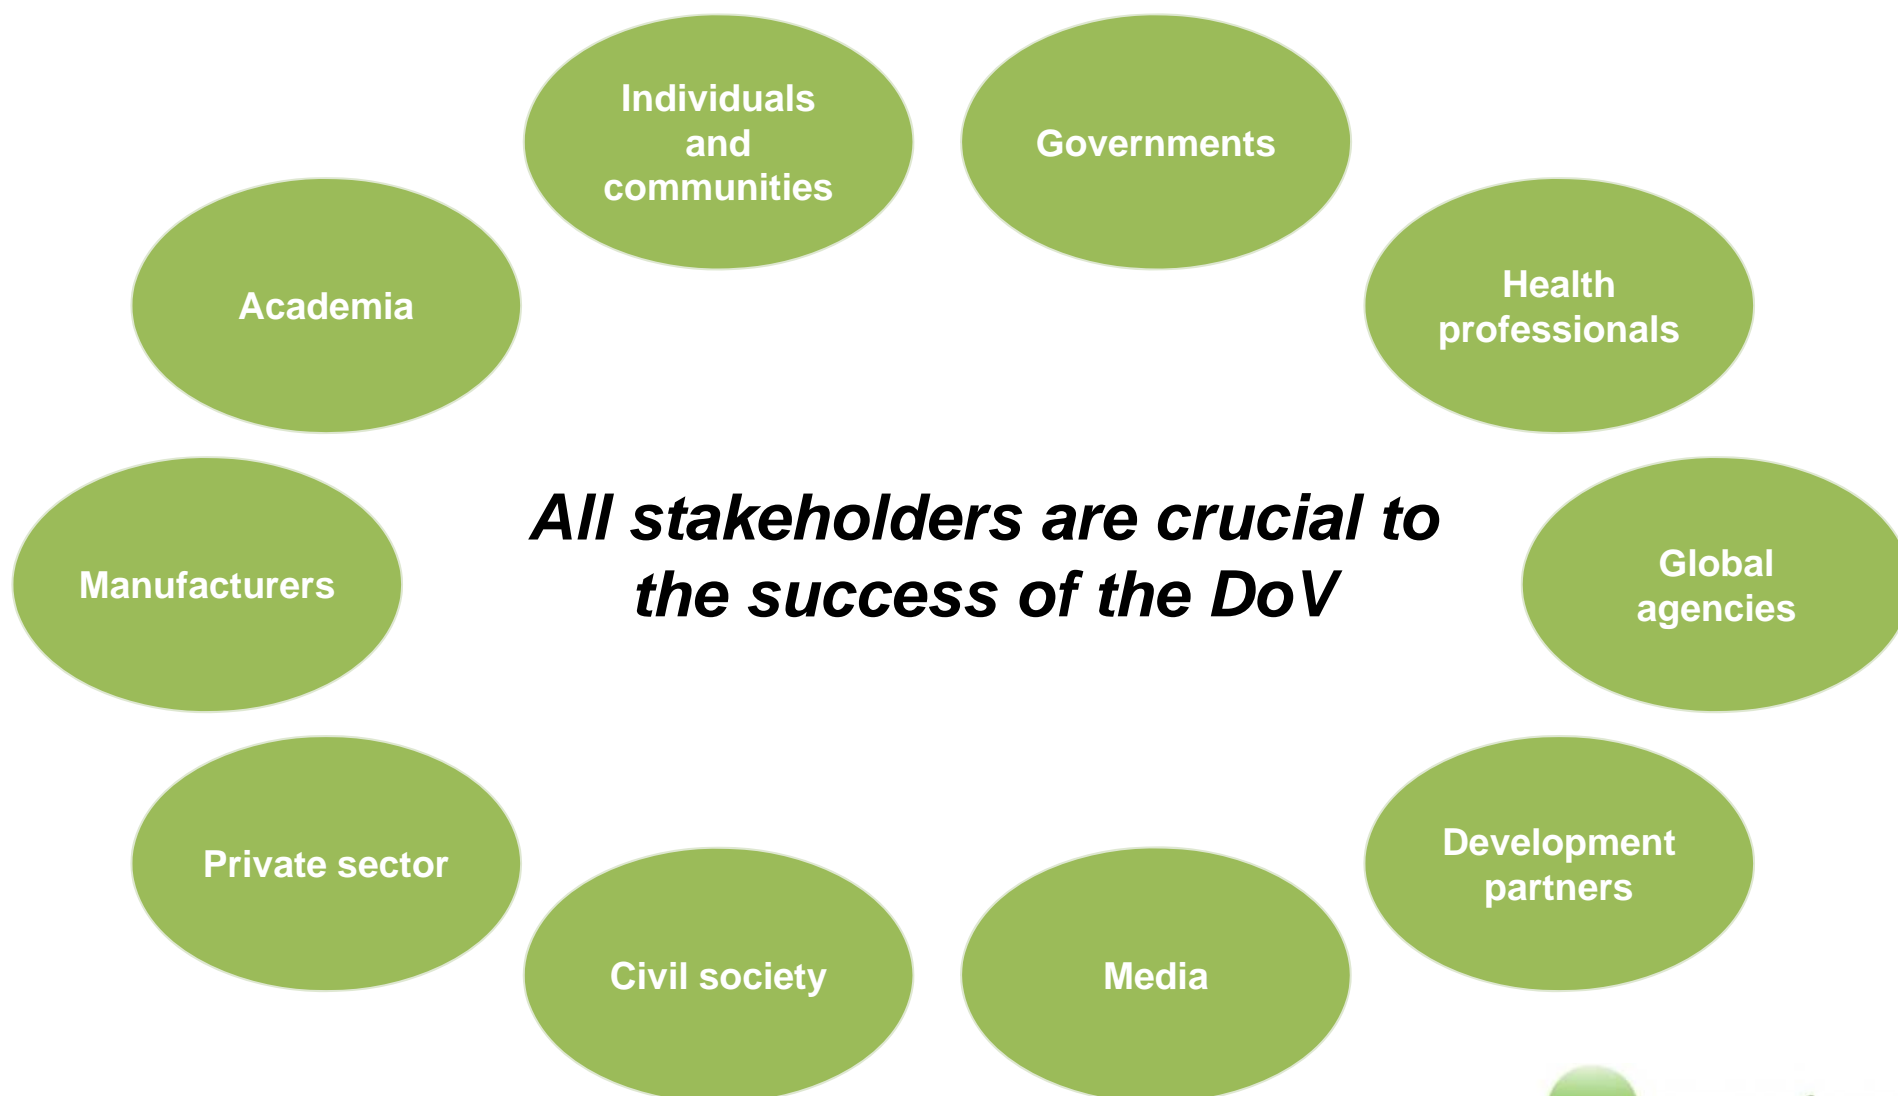 Individuals
and
communities
Governments
Academia
Health
professionals
All stakeholders are crucial to
the success of the DoV
Manufacturers
Global
agencies
Private sector
Development
partners
Civil society
Media